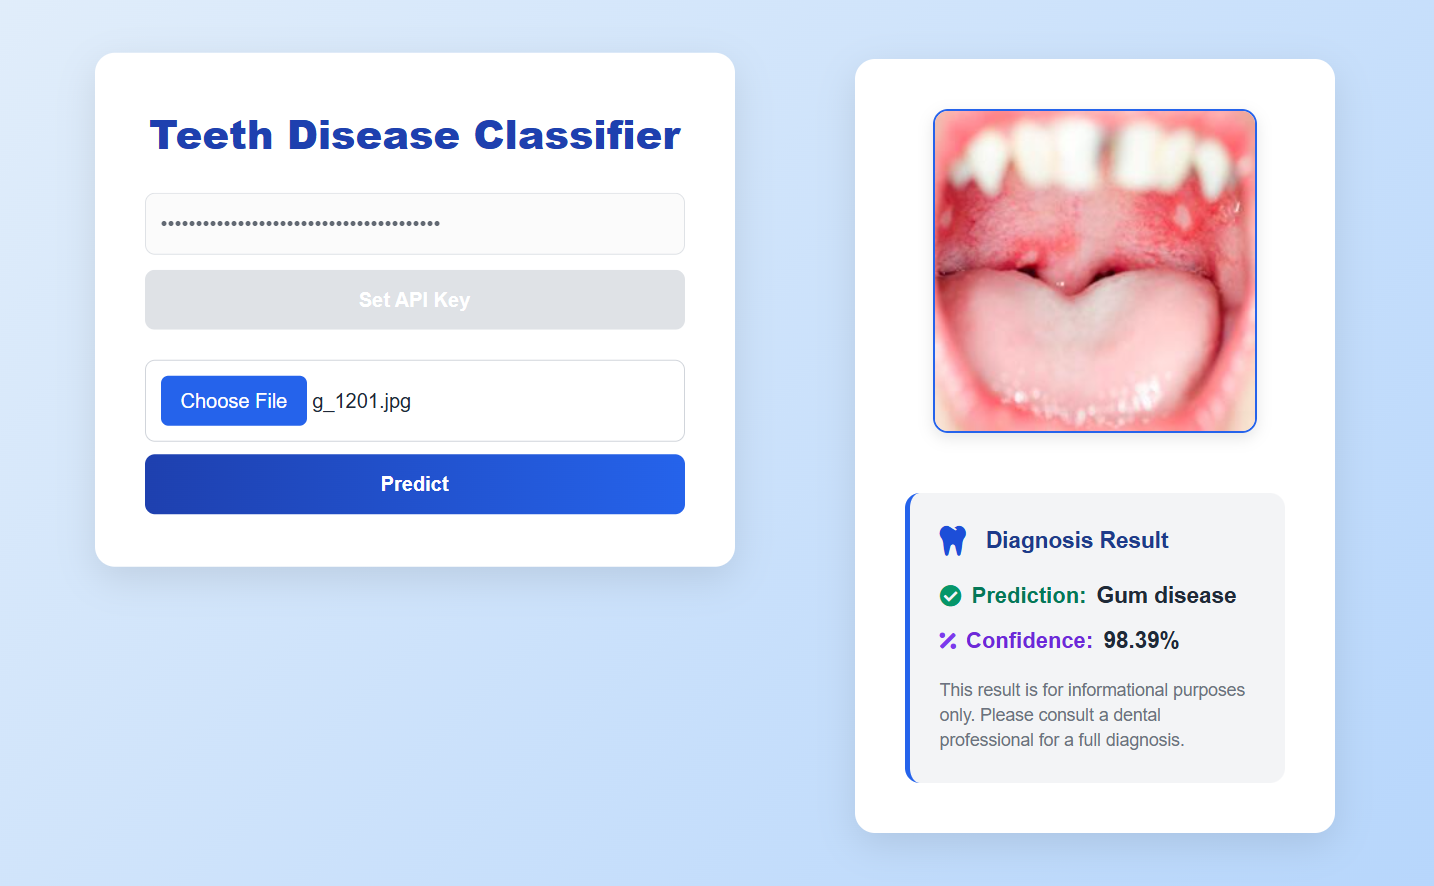 Teeth Disease Classifier
••••••••••••••••••••••••••••••••••••••••
Set API Key
Choose File g_1201.jpg
Predict
Diagnosis Result
Prediction: Gum disease
Confidence: 98.39%
This result is for informational purposes
only. Please consult a dental
professional for a full diagnosis.